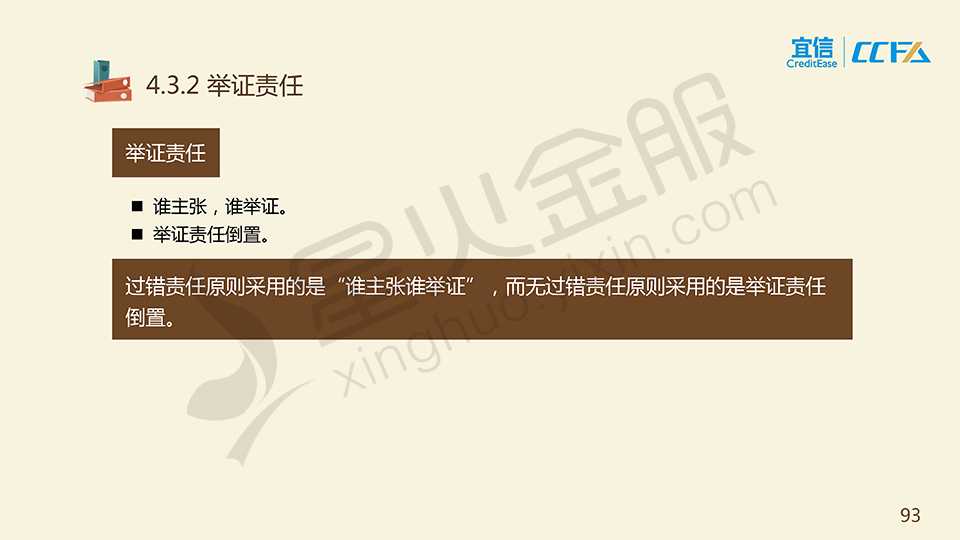 宜信
CreditEase
CCFA
4.3.2 举证责任
举证责任
■ 谁主张，谁举证。
■ 举证责任倒置。
过错责任原则采用的是“谁主张谁举证”，而无过错责任原则采用的是举证责任
倒置。
星火金服
xinghuo.yixin.com
93